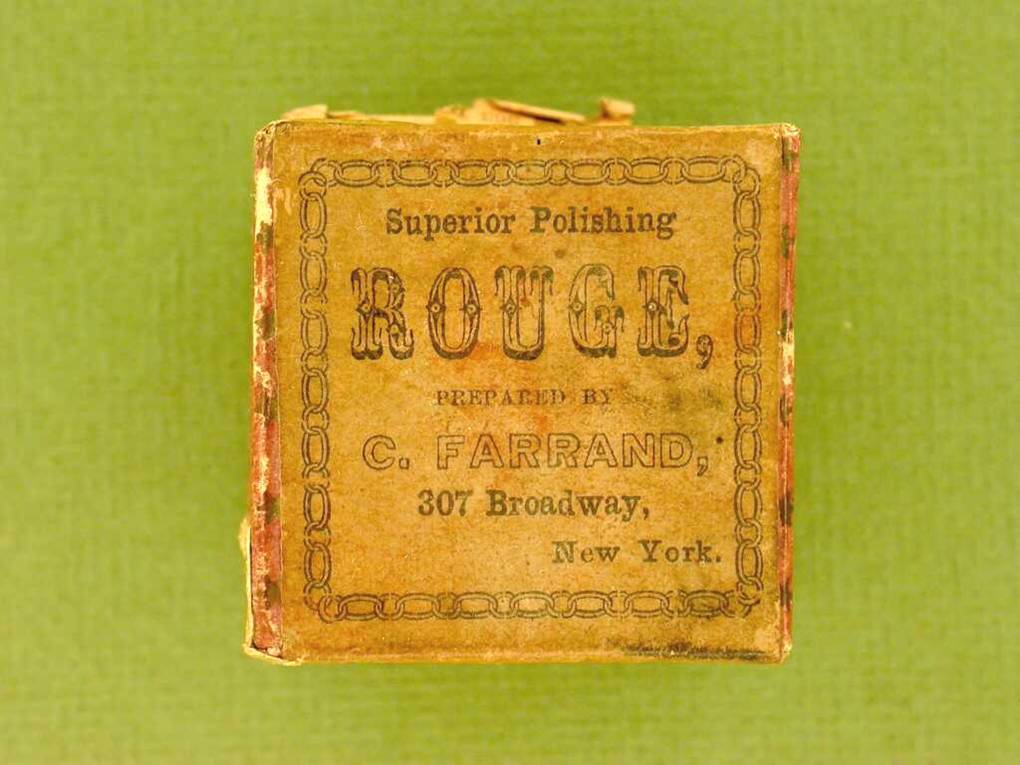 Superior Polishing
ROUGE,
PREPARED BY
C. FARRAND,
307 Broadway,
New York.